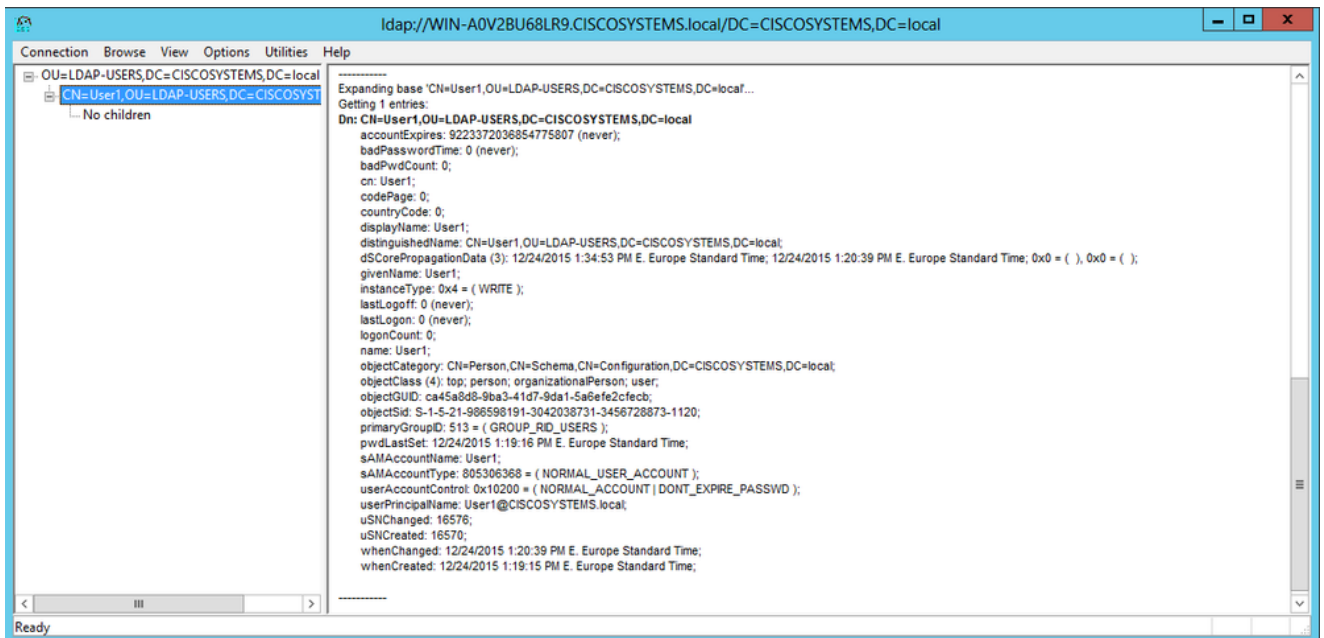 ldap://WIN-A0V2BU68LR9.CISCOSYSTEMS.local/DC=CISCOSYSTEMS,DC=local
Connection Browse View Options Utilities Help
OU=LDAP-USERS,DC=CISCOSYSTEMS,DC=local
CN=User1,OU=LDAP-USERS,DC=CISCOSYST
No children
-----------
Expanding base 'CN=User1,OU=LDAP-USERS,DC=CISCOSYSTEMS,DC=local'...
Getting 1 entries:
Dn: CN=User1,OU=LDAP-USERS,DC=CISCOSYSTEMS,DC=local
accountExpires: 9223372036854775807 (never);
badPasswordTime: 0 (never);
badPwdCount: 0;
cn: User1;
codePage: 0;
countryCode: 0;
displayName: User1;
distinguishedName: CN=User1,OU=LDAP-USERS,DC=CISCOSYSTEMS,DC=local;
dSCorePropagationData (3): 12/24/2015 1:34:53 PM E. Europe Standard Time; 12/24/2015 1:20:39 PM E. Europe Standard Time; 0x0 = ( ), 0x0 = ( );
givenName: User1;
instanceType: 0x4 = ( WRITE );
lastLogoff: 0 (never);
lastLogon: 0 (never);
logonCount: 0;
name: User1;
objectCategory: CN=Person,CN=Schema,CN=Configuration,DC=CISCOSYSTEMS,DC=local;
objectClass (4): top; person; organizationalPerson; user;
objectGUID: ca45a8d8-9ba3-41d7-9da1-5a6efe2cfecb;
objectSid: S-1-5-21-986598191-3042038731-3456728873-1120;
primaryGroupID: 513 = ( GROUP_RID_USERS );
pwdLastSet: 12/24/2015 1:19:16 PM E. Europe Standard Time;
sAMAccountName: User1;
sAMAccountType: 805306368 = ( NORMAL_USER_ACCOUNT );
userAccountControl: 0x10200 = ( NORMAL_ACCOUNT | DONT_EXPIRE_PASSWD );
userPrincipalName: User1@CISCOSYSTEMS.local;
uSNChanged: 16576;
uSNCreated: 16570;
whenChanged: 12/24/2015 1:20:39 PM E. Europe Standard Time;
whenCreated: 12/24/2015 1:19:15 PM E. Europe Standard Time;
-----------
Ready